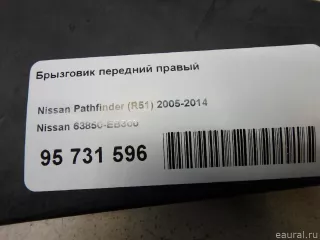 Брызговик передний правый
Nissan Pathfinder (R51) 2005-2014
Nissan 63850-EB300
95 731 596
eaural.ru